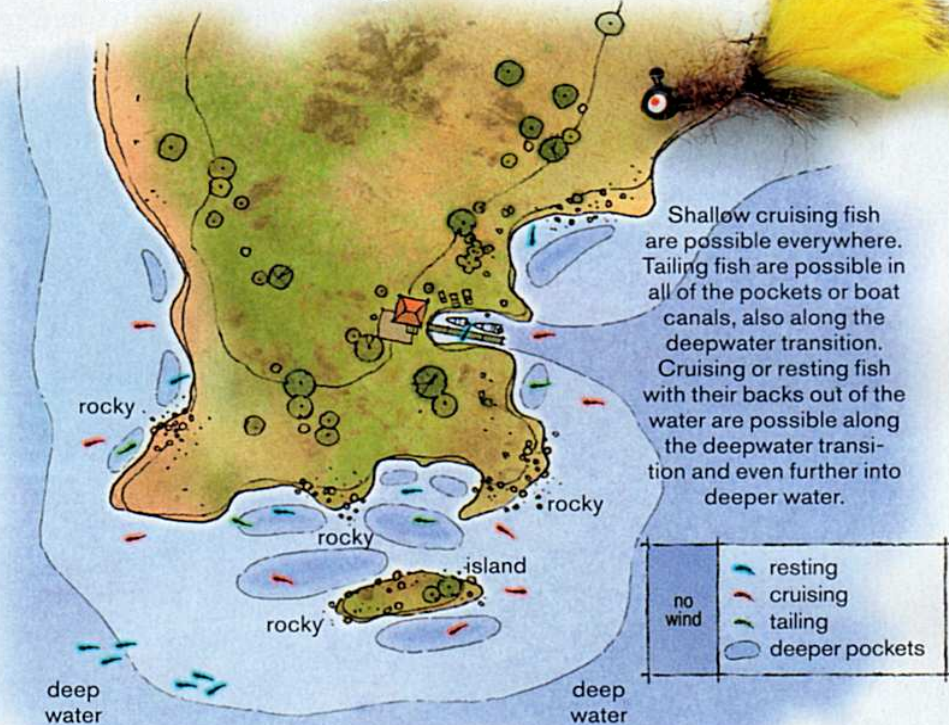 Shallow cruising fish
are possible everywhere.
Tailing fish are possible in
all of the pockets or boat
canals, also along the
deepwater transition.
Cruising or resting fish
with their backs out of the
water are possible along
the deepwater transi-
tion and even further into
deeper water.
rocky
rocky
rocky
island
rocky
deep
water
deep
water
no
wind
resting
cruising
tailing
deeper pockets